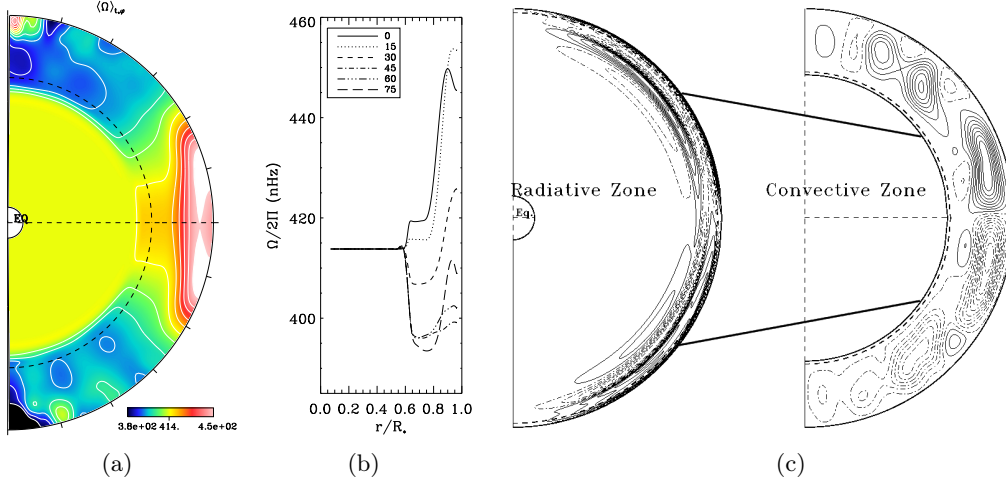 ⟨Ω⟩t,φ
EQ
3.8e+02 414. 4.5e+02
(a)
460
440
420
400
Ω/2Π (nHz)
0
15
30
45
60
75
0.0 0.2 0.4 0.6 0.8 1.0
r/R*
(b)
Radiative Zone
Eq.
Convective Zone
(c)